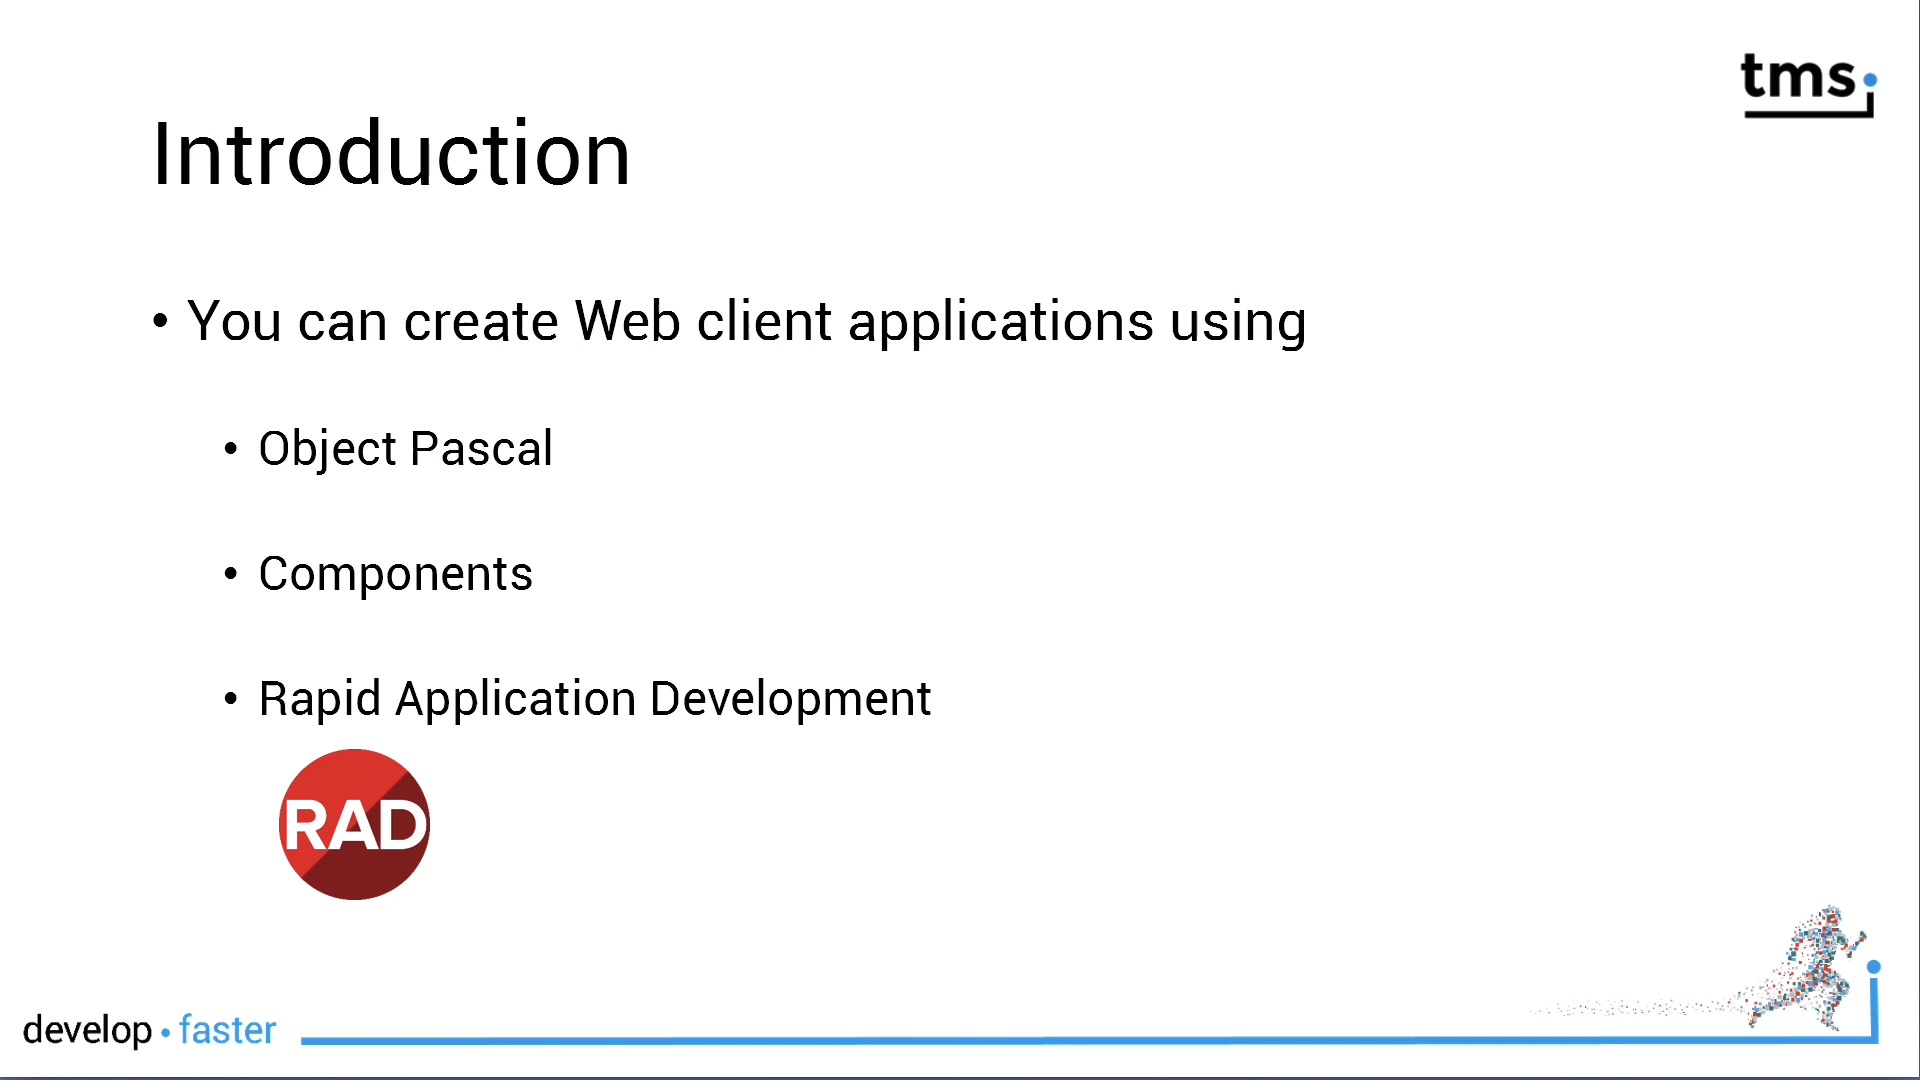 tms
Introduction
• You can create Web client applications using
• Object Pascal
• Components
• Rapid Application Development
RAD
develop • faster